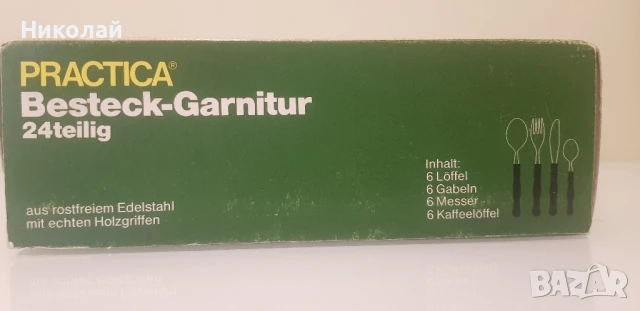 Николай
PRACTICA®
Besteck-Garnitur
24teilig
Inhalt:
6 Löffel
6 Gabeln
6 Messer
6 Kaffeelöffel
aus rostfreiem Edelstahl
mit echten Holzgriffen
BAZAR